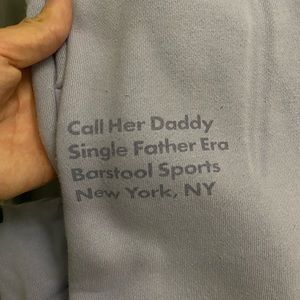 Call Her Daddy
Single Father Era
Barstool Sports
New York, NY